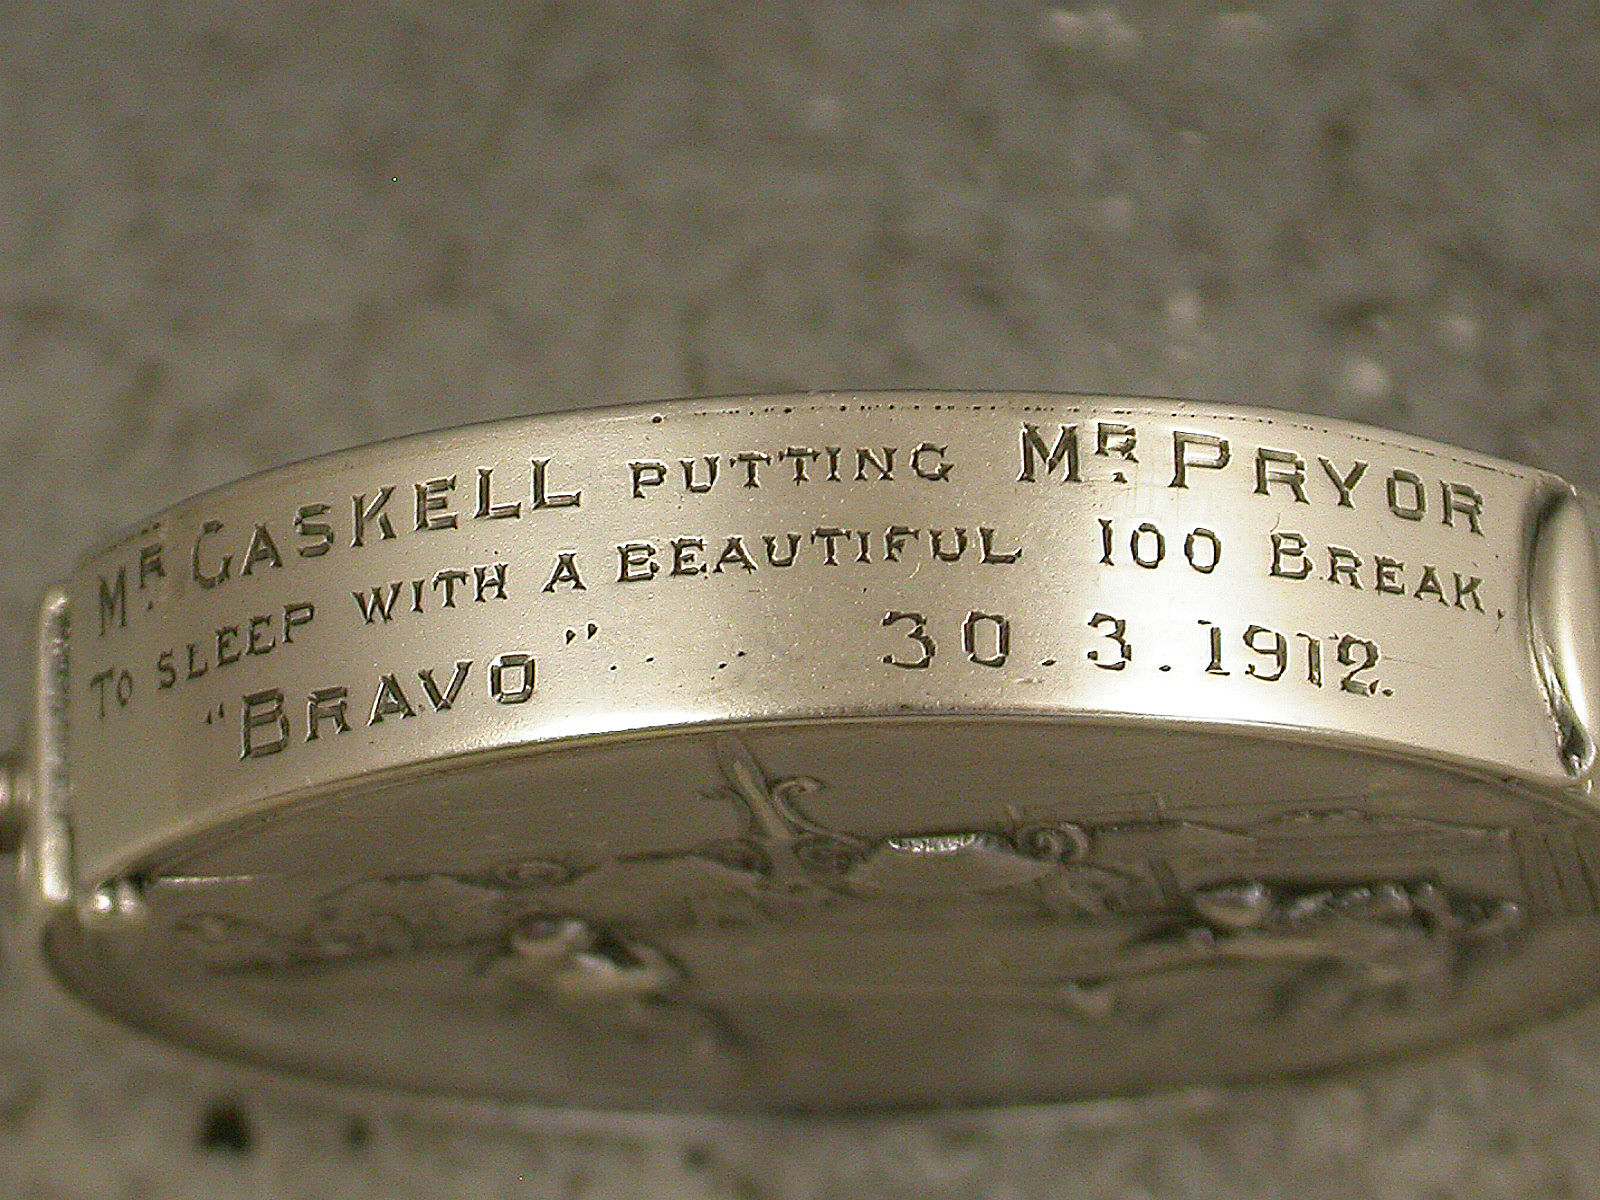 Mr. GASKELL PUTTING Mr. PRYOR
TO SLEEP WITH A BEAUTIFUL 100 BREAK.
"BRAVO" . . . 30.3.1912.